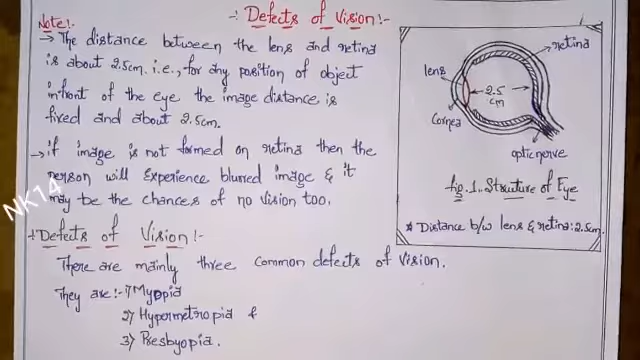 -: Defects of Vision:-
Note:-
→ The distance between the lens and retina
is about 2.5cm. i.e., for any position of object
infront of the eye the image distance is
fixed and about 2.5cm.
→ if image is not formed on retina then the
person will Experience blurred image & it
may be the chances of no vision too.
-: Defects of Vision:-
There are mainly three common defects of vision.
They are:- 1) Myopia
2) Hypermetropia &
3) Presbyopia.
retina
lens
2.5
cm
Cornea
optic nerve
fig. 1. Struture of Eye
* Distance b/w lens & retina: 2.5cm.
NK14